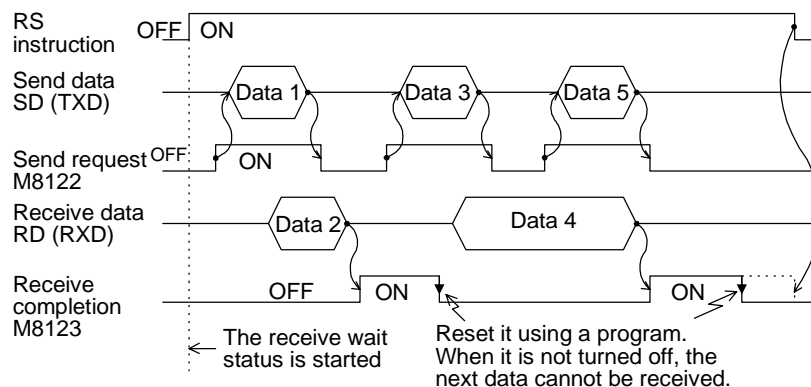 RS
instruction
OFF
ON
Send data
SD (TXD)
Data 1
Data 3
Data 5
Send request
M8122
OFF
ON
Receive data
RD (RXD)
Data 2
Data 4
Receive
completion
M8123
OFF
ON
ON
The receive wait
status is started
Reset it using a program.
When it is not turned off, the
next data cannot be received.